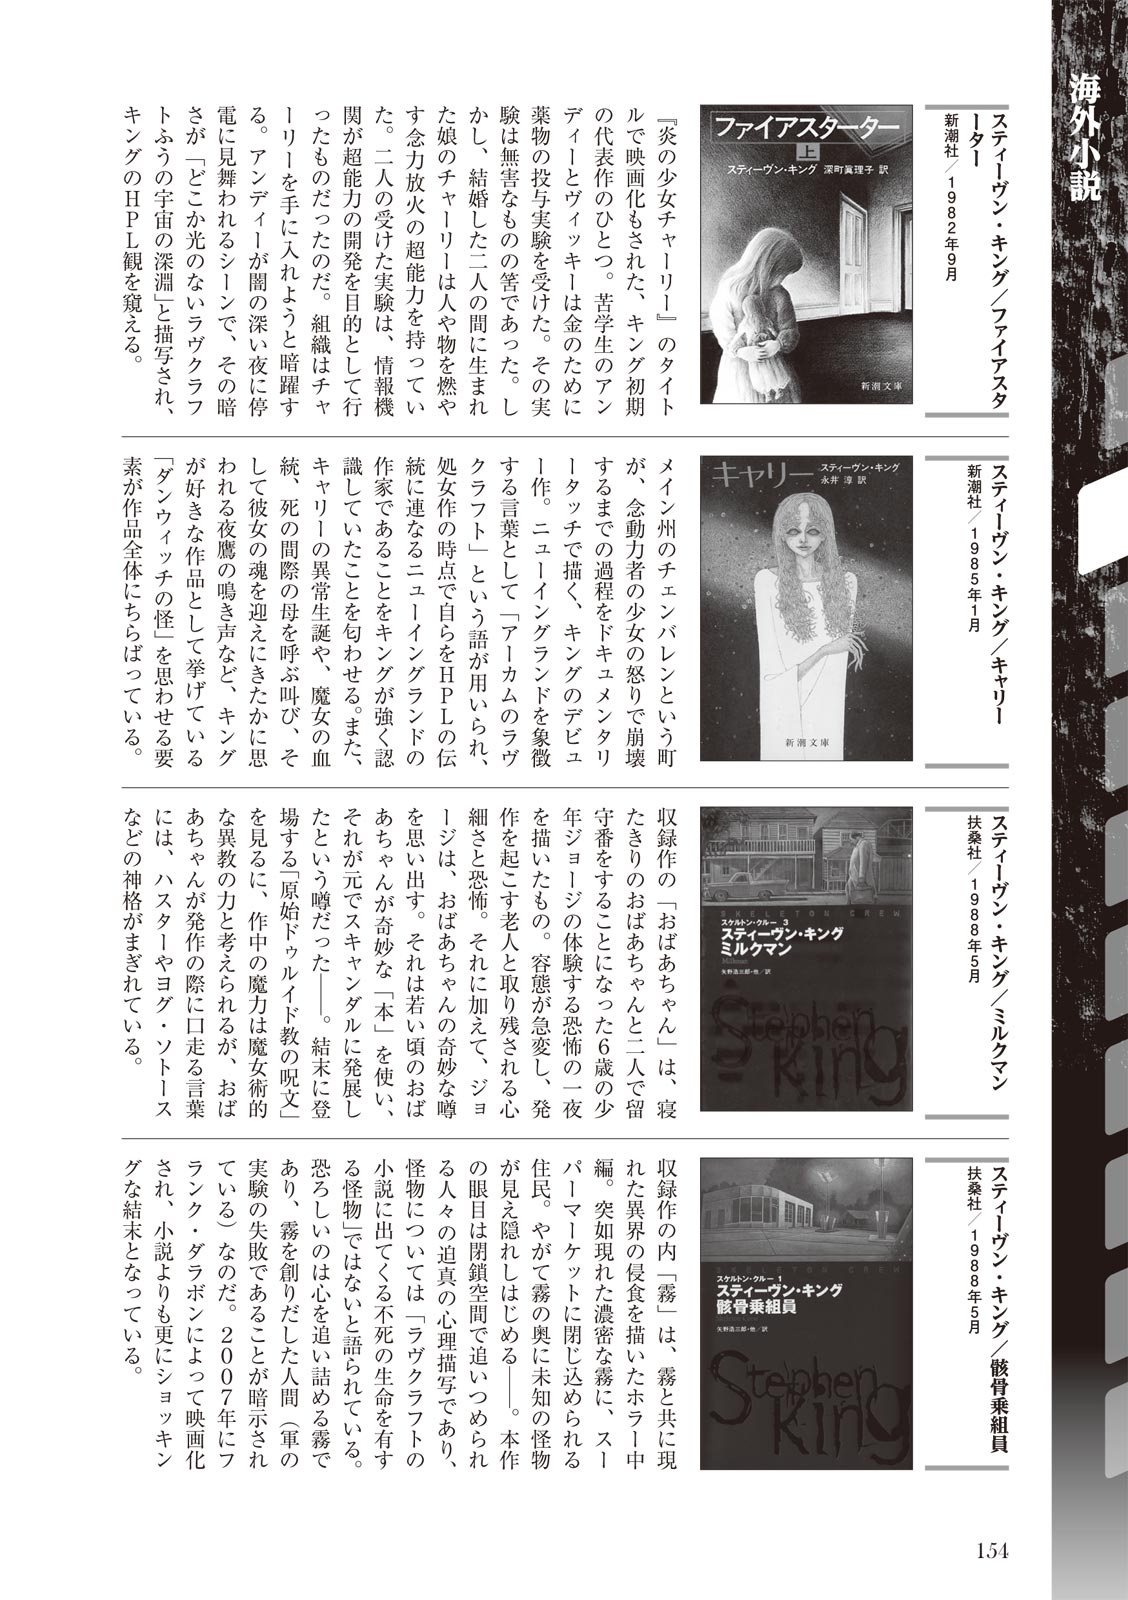 海外小説
スティーヴン・キング／ファイアスタ
ーター
新潮社／1982年9月
ファイアスターター
上
スティーヴン・キング 深町眞理子 訳
新潮文庫
『炎の少女チャーリー』のタイト
ルで映画化もされた、キング初期
の代表作のひとつ。苦学生のアン
ディーとヴィッキーは金のために
薬物の投与実験を受けた。その実
験は無害なものの筈であった。し
かし、結婚した二人の間に生まれ
た娘のチャーリーは人や物を燃や
す念力放火の超能力を持ってい
た。二人の受けた実験は、情報機
関が超能力の開発を目的として行
ったものだったのだ。組織はチャ
ーリーを手に入れようと暗躍す
る。アンディーが闇の深い夜に停
電に見舞われるシーンで、その暗
さが「どこか光のないラヴクラフ
トふうの宇宙の深淵」と描写され、
キングのHPL観を窺える。
スティーヴン・キング／キャリー
新潮社／1985年1月
キャリー
スティーヴン・キング
永井 淳 訳
新潮文庫
メイン州のチェンバレンという町
が、念動力者の少女の怒りで崩壊
するまでの過程をドキュメンタリ
ータッチで描く、キングのデビュ
ー作。ニューイングランドを象徴
する言葉として「アーカムのラヴ
クラフト」という語が用いられ、
処女作の時点で自らをHPLの伝
統に連なるニューイングランドの
作家であることをキングが強く認
識していたことを匂わせる。また、
キャリーの異常生誕や、魔女の血
統、死の間際の母を呼ぶ叫び、そ
して彼女の魂を迎えにきたかに思
われる夜鷹の鳴き声など、キング
が好きな作品として挙げている
「ダンウィッチの怪」を思わせる要
素が作品全体にちらばっている。
スティーヴン・キング／ミルクマン
扶桑社／1988年5月
SKELETON CREW
スケルトン・クルー 3
スティーヴン・キング
ミルクマン
Milkman
矢野浩三郎・他／訳
Stephen
King
収録作の「おばあちゃん」は、寝
たきりのおばあちゃんと二人で留
守番をすることになった6歳の少
年ジョージの体験する恐怖の一夜
を描いたもの。容態が急変し、発
作を起こす老人と取り残される心
細さと恐怖。それに加えて、ジョ
ージは、おばあちゃんの奇妙な噂
を思い出す。それは若い頃のおば
あちゃんが奇妙な「本」を使い、
それが元でスキャンダルに発展し
たという噂だった――。結末に登
場する「原始ドゥルイド教の呪文」
を見るに、作中の魔力は魔女術的
な異教の力と考えられるが、おば
あちゃんが発作の際に口走る言葉
には、ハスターやヨグ・ソトース
などの神格がまぎれている。
スティーヴン・キング／骸骨乗組員
扶桑社／1988年5月
SKELETON CREW
スケルトン・クルー 1
スティーヴン・キング
骸骨乗組員
矢野浩三郎・他／訳
Stephen
King
収録作の内「霧」は、霧と共に現
れた異界の侵食を描いたホラー中
編。突如現れた濃密な霧に、スー
パーマーケットに閉じ込められる
住民。やがて霧の奥に未知の怪物
が見え隠れしはじめる――。本作
の眼目は閉鎖空間で追いつめられ
る人々の迫真の心理描写であり、
怪物については「ラヴクラフトの
小説に出てくる不死の生命を有す
る怪物」ではないと語られている。
恐ろしいのは心を追い詰める霧で
あり、霧を創りだした人間（軍の
実験の失敗であることが暗示され
ている）なのだ。2007年にフ
ランク・ダラボンによって映画化
され、小説よりも更にショッキン
グな結末となっている。
154